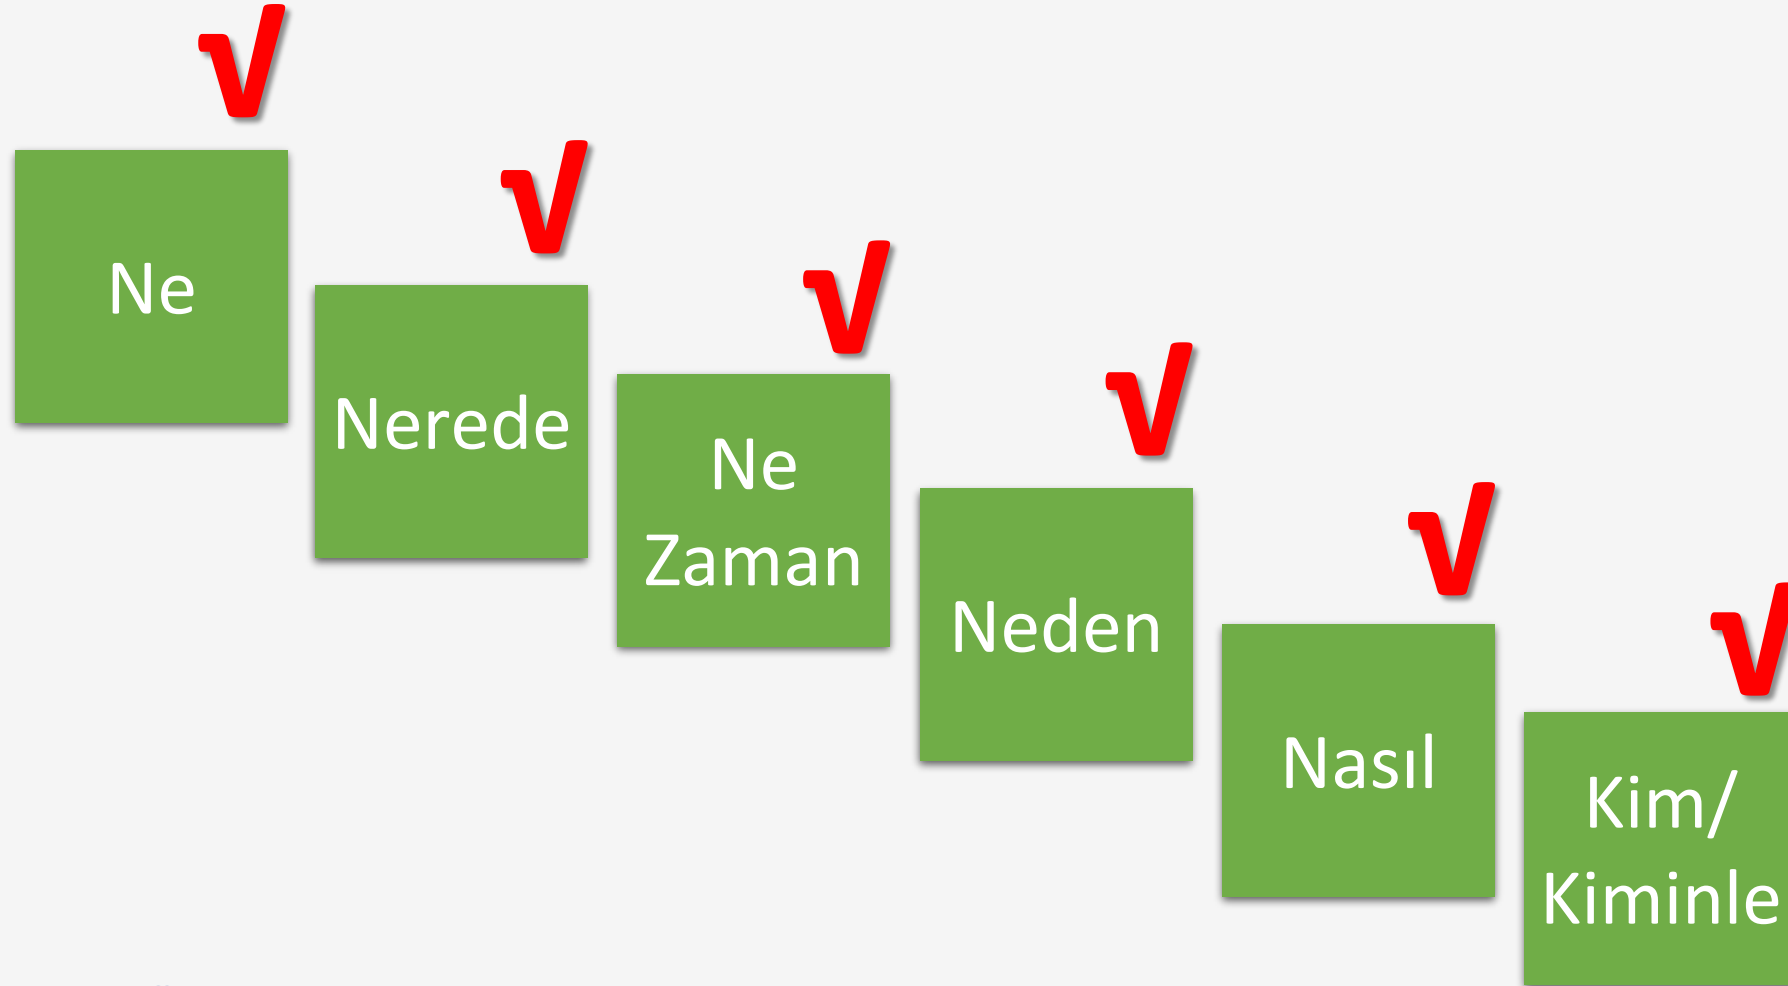 √
Ne
√
Nerede
√
Ne
Zaman
√
Neden
√
Nasıl
√
Kim/
Kiminle